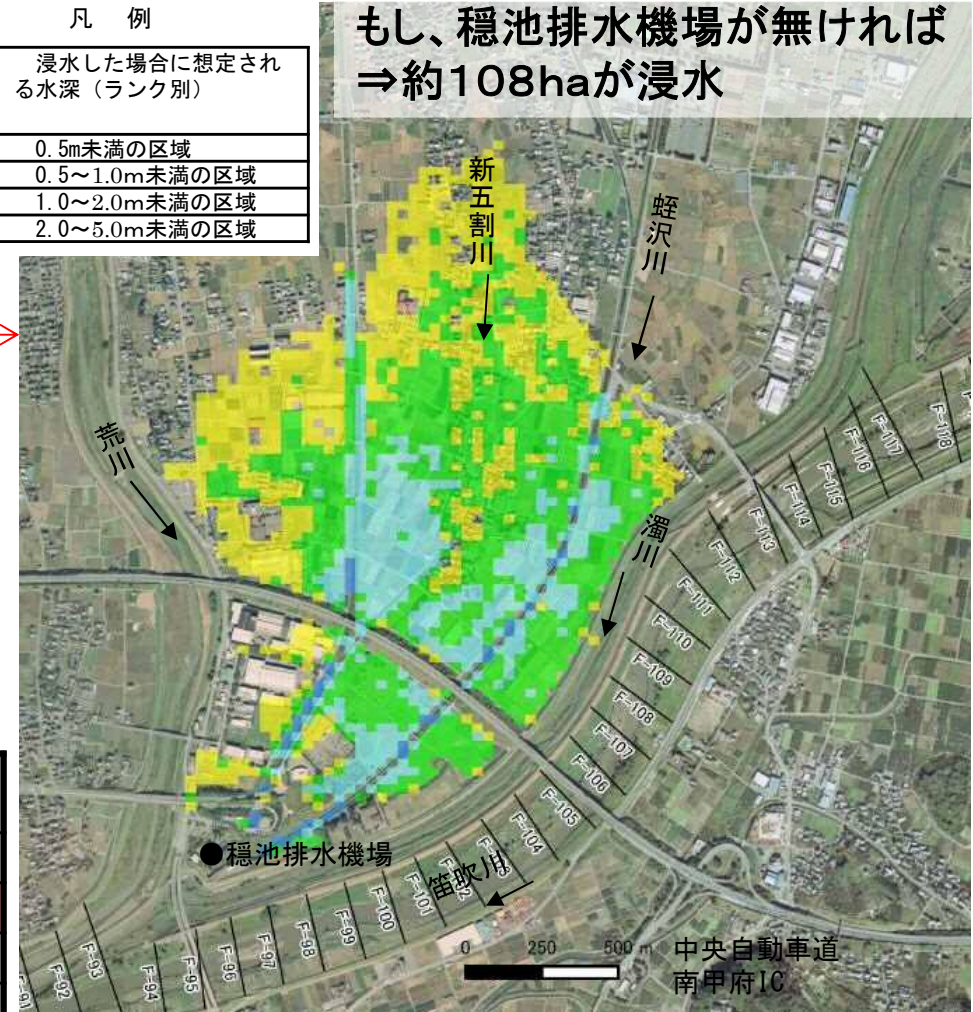 凡 例
浸水した場合に想定され
る水深（ランク別）
0.5m未満の区域
0.5～1.0m未満の区域
1.0～2.0m未満の区域
2.0～5.0m未満の区域
もし、穏池排水機場が無ければ
⇒約108haが浸水
新五割川
蛭沢川
荒川
濁川
F-118
F-117
F-116
F-115
F-114
F-113
F-112
F-111
F-110
F-109
F-108
F-107
F-106
F-105
F-104
笛吹川
F-101
F-100
F-99
F-98
F-97
F-96
F-95
F-94
F-93
F-92
F-91
●穏池排水機場
0 250 500 m
中央自動車道
南甲府IC